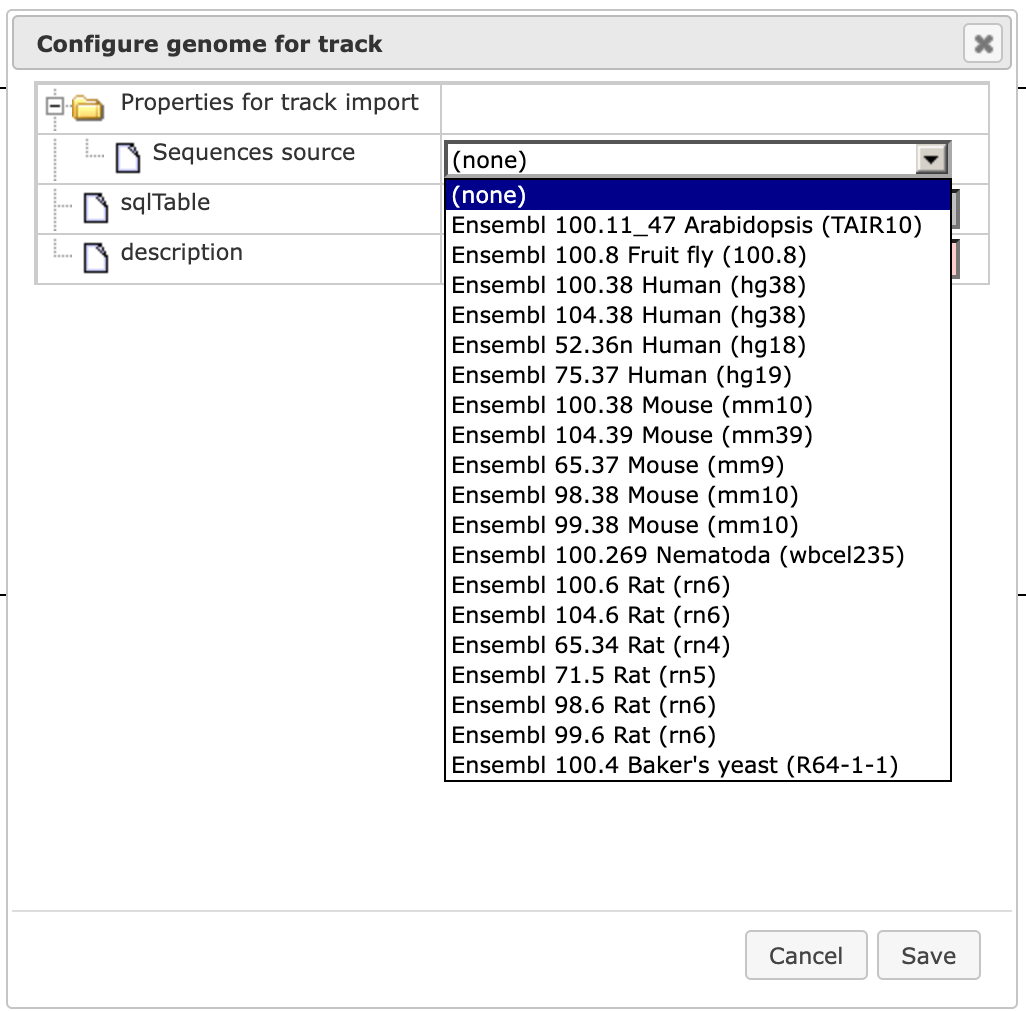 Configure genome for track
Properties for track import
Sequences source
(none)
(none)
Ensembl 100.11_47 Arabidopsis (TAIR10)
Ensembl 100.8 Fruit fly (100.8)
Ensembl 100.38 Human (hg38)
Ensembl 104.38 Human (hg38)
Ensembl 52.36n Human (hg18)
Ensembl 75.37 Human (hg19)
Ensembl 100.38 Mouse (mm10)
Ensembl 104.39 Mouse (mm39)
Ensembl 65.37 Mouse (mm9)
Ensembl 98.38 Mouse (mm10)
Ensembl 99.38 Mouse (mm10)
Ensembl 100.269 Nematoda (wbcel235)
Ensembl 100.6 Rat (rn6)
Ensembl 104.6 Rat (rn6)
Ensembl 65.34 Rat (rn4)
Ensembl 71.5 Rat (rn5)
Ensembl 98.6 Rat (rn6)
Ensembl 99.6 Rat (rn6)
Ensembl 100.4 Baker's yeast (R64-1-1)
sqlTable
description
Cancel
Save